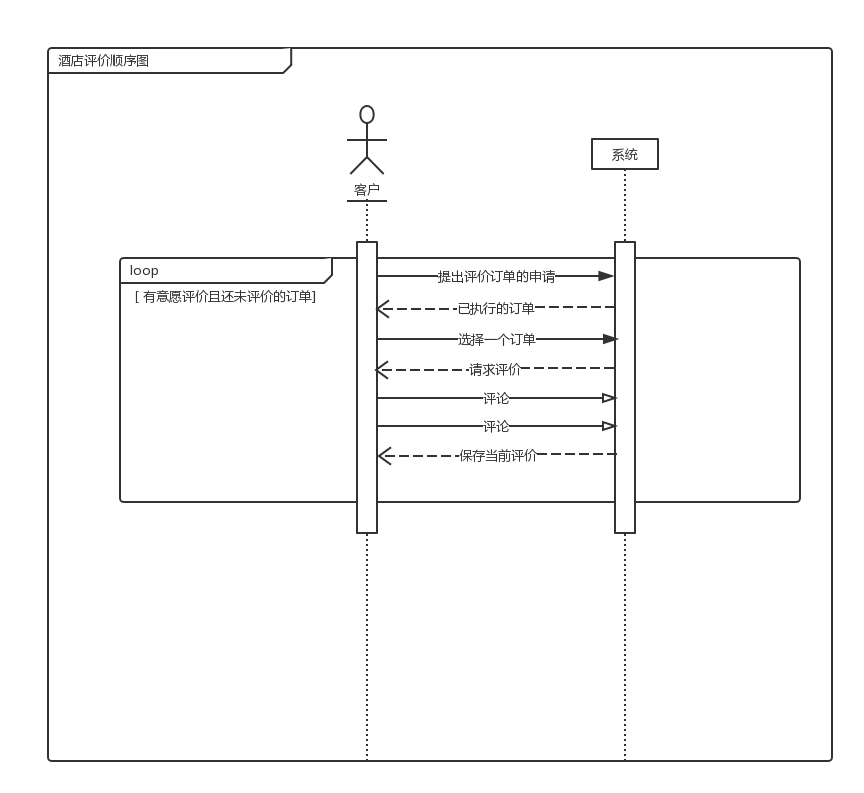 酒店评价顺序图
客户
系统
loop
[ 有意愿评价且还未评价的订单]
提出评价订单的申请
已执行的订单
选择一个订单
请求评价
评论
评论
保存当前评价